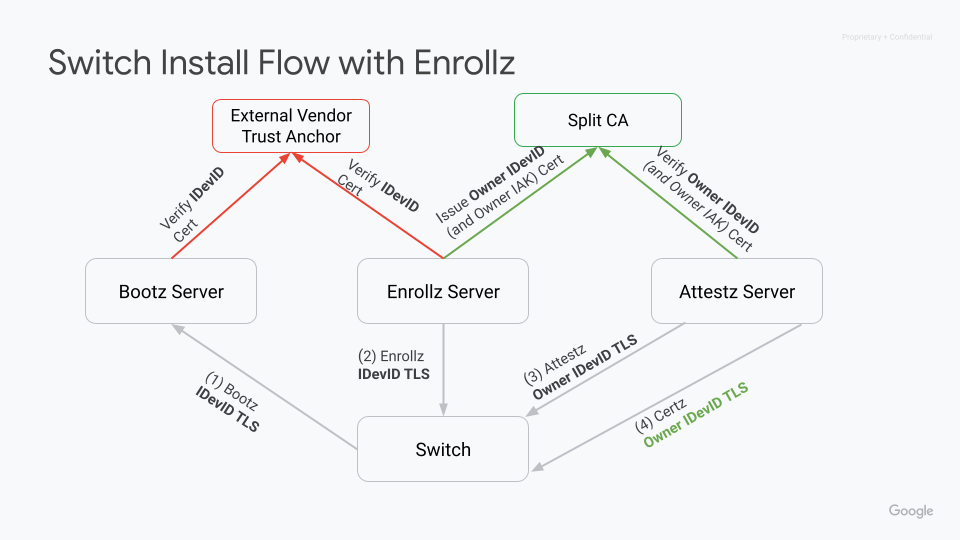 Proprietary + Confidential
Switch Install Flow with Enrollz
External Vendor
Trust Anchor
Split CA
Verify IDevID
Cert
Verify IDevID
Cert
Issue Owner IDevID
(and Owner IAK) Cert
Verify Owner IDevID
(and Owner IAK) Cert
Bootz Server
Enrollz Server
Attestz Server
(1) Bootz
IDevID TLS
(2) Enrollz
IDevID TLS
(3) Attestz
Owner IDevID TLS
(4) Certz
Owner IDevID TLS
Switch
Google